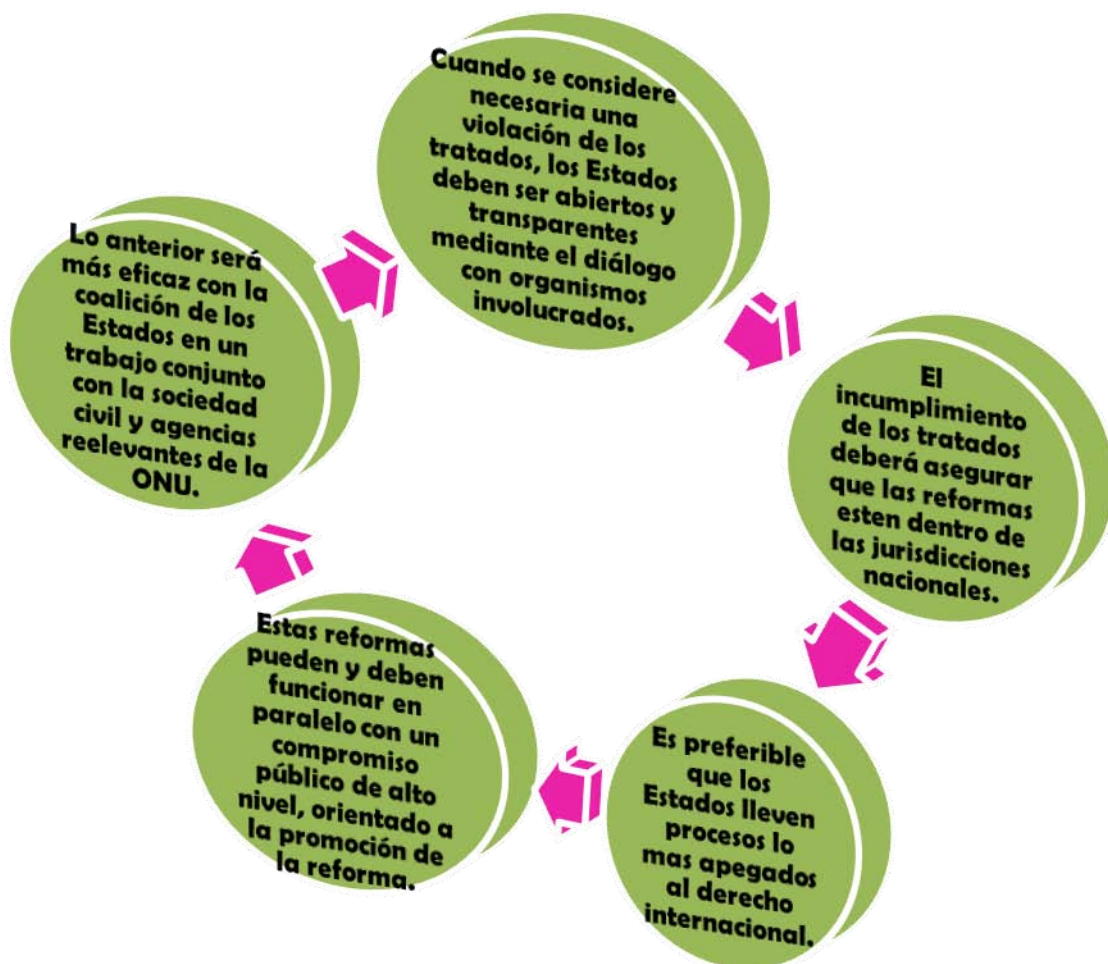 Cuando se considere
necesaria una
violación de los
tratados, los Estados
deben ser abiertos y
transparentes
mediante el diálogo
con organismos
involucrados.
El
incumplimiento
de los tratados
deberá asegurar
que las reformas
esten dentro de
las jurisdicciones
nacionales.
Es preferible
que los
Estados lleven
procesos lo
mas apegados
al derecho
internacional.
Estas reformas
pueden y deben
funcionar en
paralelo con un
compromiso
público de alto
nivel, orientado a
la promoción de
la reforma.
Lo anterior será
más eficaz con la
coalición de los
Estados en un
trabajo conjunto
con la sociedad
civil y agencias
reelevantes de la
ONU.